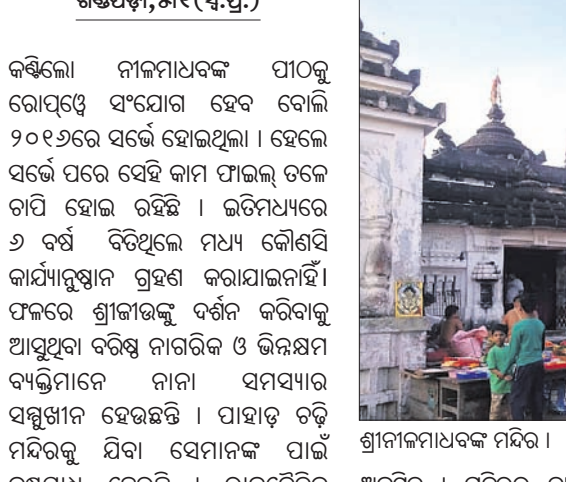 କଣ୍ଟିଲୋ ନୀଳମାଧବଙ୍କ ପୀଠକୁ
ରୋପ୍‌ୱେ ସଂଯୋଗ ହେବ ବୋଲି
୨୦୧୬ରେ ସର୍ଭେ ହୋଇଥିଲା । ହେଲେ
ସର୍ଭେ ପରେ ସେହି କାମ ଫାଇଲ୍ ତଳେ
ଚାପି ହୋଇ ରହିଛି । ଇତିମଧ୍ୟରେ
୬ ବର୍ଷ ବିତିଥିଲେ ମଧ୍ୟ କୌଣସି
କାର୍ଯ୍ୟାନୁଷ୍ଠାନ ଗ୍ରହଣ କରାଯାଇନାହିଁ।
ଫଳରେ ଶ୍ରୀଜୀଉଙ୍କୁ ଦର୍ଶନ କରିବାକୁ
ଆସୁଥିବା ବରିଷ୍ଠ ନାଗରିକ ଓ ଭିନ୍ନକ୍ଷମ
ବ୍ୟକ୍ତିମାନେ ନାନା ସମସ୍ୟାର
ସମ୍ମୁଖୀନ ହେଉଛନ୍ତି । ପାହାଡ଼ ଚଢ଼ି
ମନ୍ଦିରକୁ ଯିବା ସେମାନଙ୍କ ପାଇଁ
ଶ୍ରୀନୀଳମାଧବଙ୍କ ମନ୍ଦିର ।